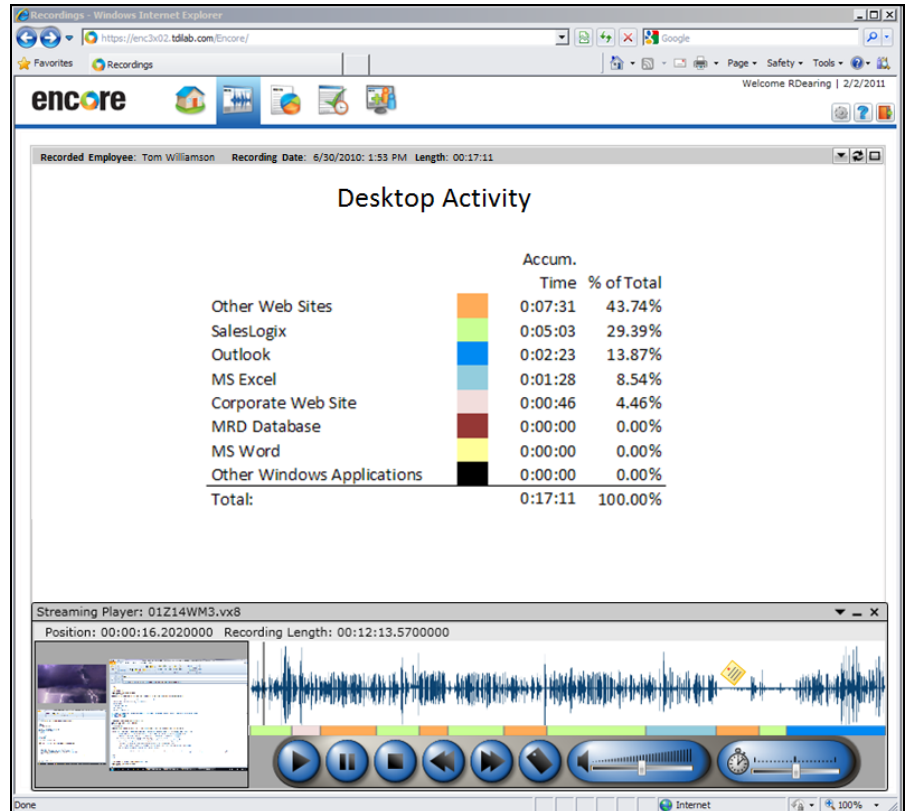 Recordings - Windows Internet Explorer
https://enc3x02.tdilab.com/Encore/
Google
Favorites Recordings Page Safety Tools
Welcome RDearing | 2/2/2011
encore
Recorded Employee: Tom Williamson Recording Date: 6/30/2010: 1:53 PM Length: 00:17:11
Desktop Activity
Accum.
Time % of Total
Other Web Sites 0:07:31 43.74%
SalesLogix 0:05:03 29.39%
Outlook 0:02:23 13.87%
MS Excel 0:01:28 8.54%
Corporate Web Site 0:00:46 4.46%
MRD Database 0:00:00 0.00%
MS Word 0:00:00 0.00%
Other Windows Applications 0:00:00 0.00%
Total: 0:17:11 100.00%
Streaming Player: 01Z14WM3.vx8
Position: 00:00:16.2020000 Recording Length: 00:12:13.5700000
Done Internet 100%